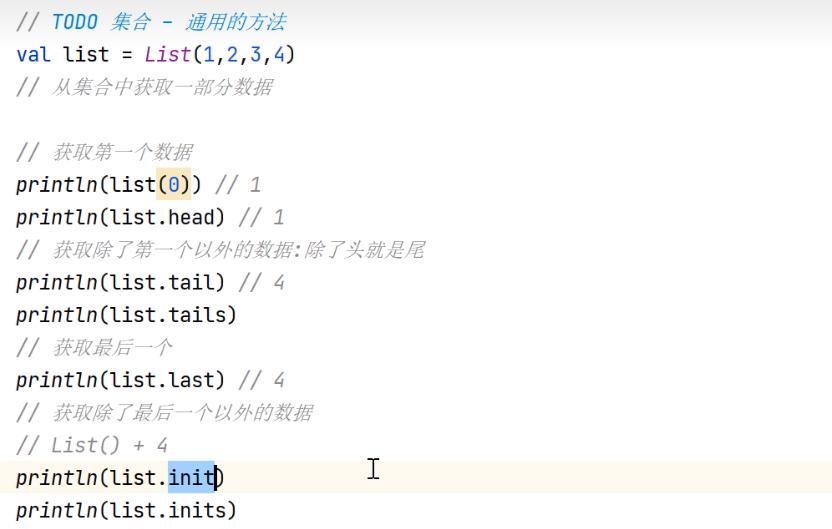 // TODO 集合 - 通用的方法
val list = List(1,2,3,4)
// 从集合中获取一部分数据
// 获取第一个数据
println(list(0)) // 1
println(list.head) // 1
// 获取除了第一个以外的数据:除了头就是尾
println(list.tail) // 4
println(list.tails)
// 获取最后一个
println(list.last) // 4
// 获取除了最后一个以外的数据
// List() + 4
println(list.init)
println(list.inits)